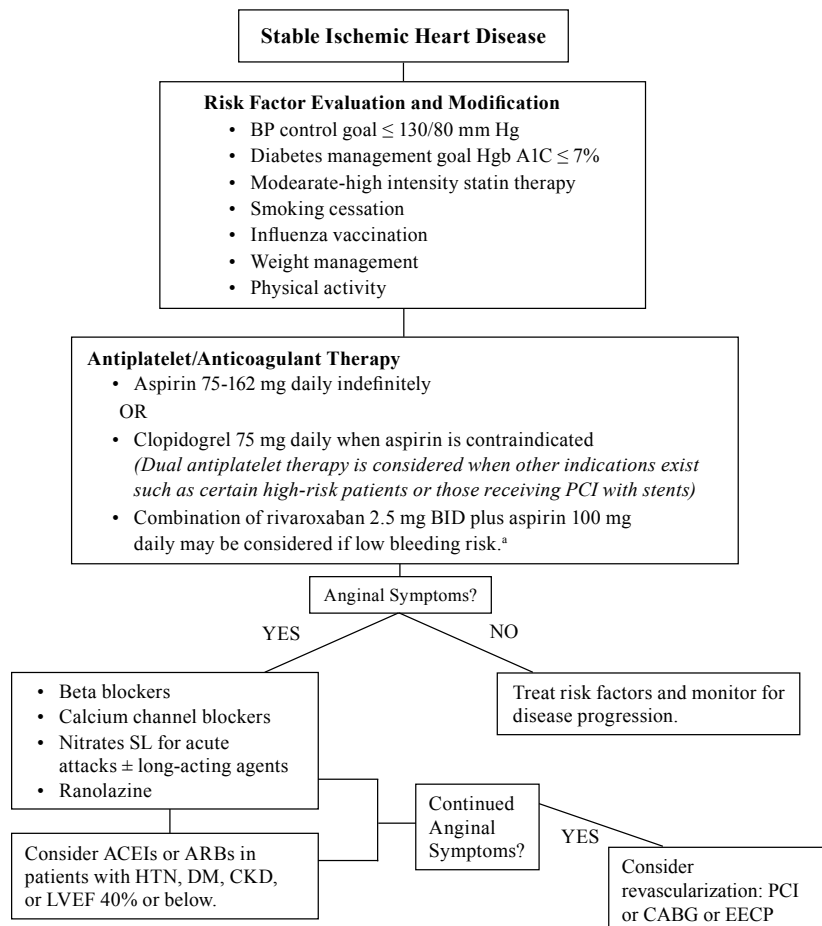 Stable Ischemic Heart Disease
Risk Factor Evaluation and Modification
• BP control goal ≤ 130/80 mm Hg
• Diabetes management goal Hgb A1C ≤ 7%
• Modearate-high intensity statin therapy
• Smoking cessation
• Influenza vaccination
• Weight management
• Physical activity
Antiplatelet/Anticoagulant Therapy
• Aspirin 75-162 mg daily indefinitely
OR
• Clopidogrel 75 mg daily when aspirin is contraindicated
(Dual antiplatelet therapy is considered when other indications exist
such as certain high-risk patients or those receiving PCI with stents)
• Combination of rivaroxaban 2.5 mg BID plus aspirin 100 mg
daily may be considered if low bleeding risk.ᵃ
Anginal Symptoms?
YES
NO
• Beta blockers
• Calcium channel blockers
• Nitrates SL for acute
attacks ± long-acting agents
• Ranolazine
Treat risk factors and monitor for
disease progression.
Consider ACEIs or ARBs in
patients with HTN, DM, CKD,
or LVEF 40% or below.
Continued
Anginal
Symptoms?
YES
Consider
revascularization: PCI
or CABG or EECP